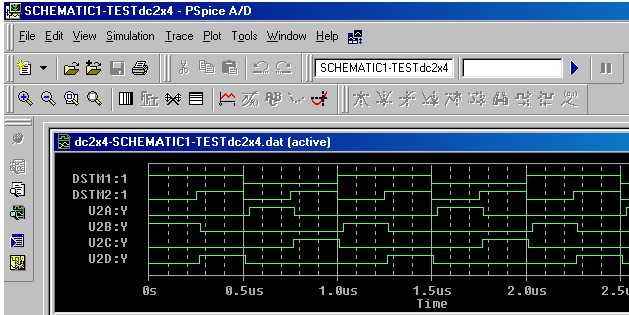 SCHEMATIC1-TESTdc2x4 - PSpice A/D
File Edit View Simulation Trace Plot Tools Window Help
SCHEMATIC1-TESTdc2x4
dc2x4-SCHEMATIC1-TESTdc2x4.dat (active)
DSTM1:1
DSTM2:1
U2A:Y
U2B:Y
U2C:Y
U2D:Y
0s 0.5us 1.0us 1.5us 2.0us 2.5u
Time